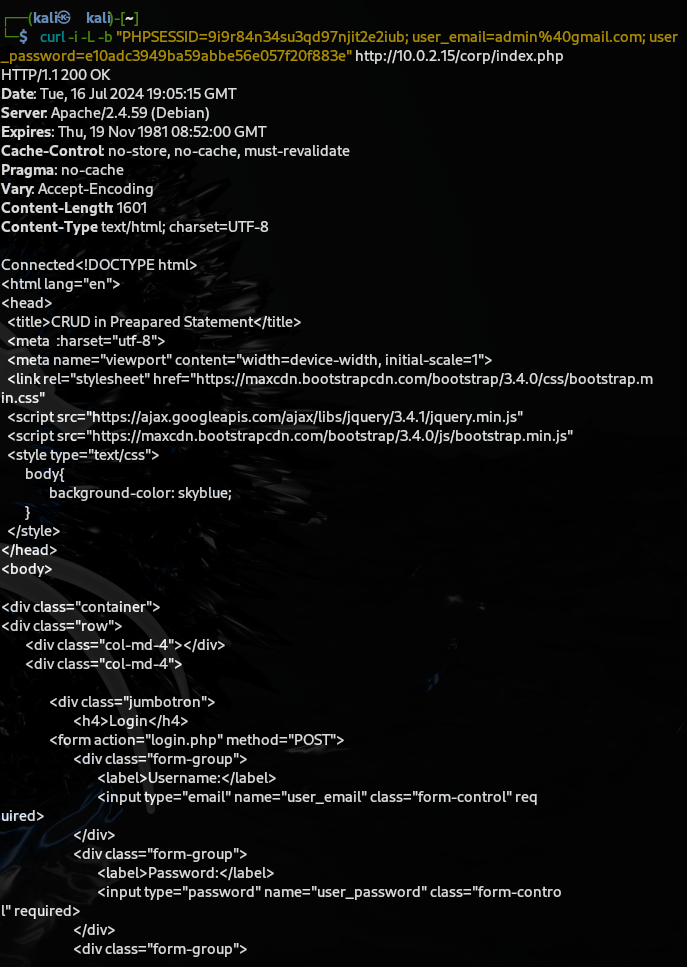 ┌──(kali㉿kali)-[~]
└─$ curl -i -L -b "PHPSESSID=9i9r84n34su3qd97njit2e2iub; user_email=admin%40gmail.com; user
_password=e10adc3949ba59abbe56e057f20f883e" http://10.0.2.15/corp/index.php
HTTP/1.1 200 OK
Date: Tue, 16 Jul 2024 19:05:15 GMT
Server: Apache/2.4.59 (Debian)
Expires: Thu, 19 Nov 1981 08:52:00 GMT
Cache-Control: no-store, no-cache, must-revalidate
Pragma: no-cache
Vary: Accept-Encoding
Content-Length: 1601
Content-Type: text/html; charset=UTF-8

Connected<!DOCTYPE html>
<html lang="en">
<head>
  <title>CRUD in Preapared Statement</title>
  <meta :harset="utf-8">
  <meta name="viewport" content="width=device-width, initial-scale=1">
  <link rel="stylesheet" href="https://maxcdn.bootstrapcdn.com/bootstrap/3.4.0/css/bootstrap.m
in.css"
  <script src="https://ajax.googleapis.com/ajax/libs/jquery/3.4.1/jquery.min.js"
  <script src="https://maxcdn.bootstrapcdn.com/bootstrap/3.4.0/js/bootstrap.min.js"
  <style type="text/css">
      body{
            background-color: skyblue;
      }
  </style>
</head>
<body>

<div class="container">
<div class="row">
      <div class="col-md-4"></div>
      <div class="col-md-4">

            <div class="jumbotron">
                  <h4>Login</h4>
            <form action="login.php" method="POST">
                  <div class="form-group">
                        <label>Username:</label>
                        <input type="email" name="user_email" class="form-control" req
uired>
                  </div>
                  <div class="form-group">
                        <label>Password:</label>
                        <input type="password" name="user_password" class="form-contro
l" required>
                  </div>
                  <div class="form-group">